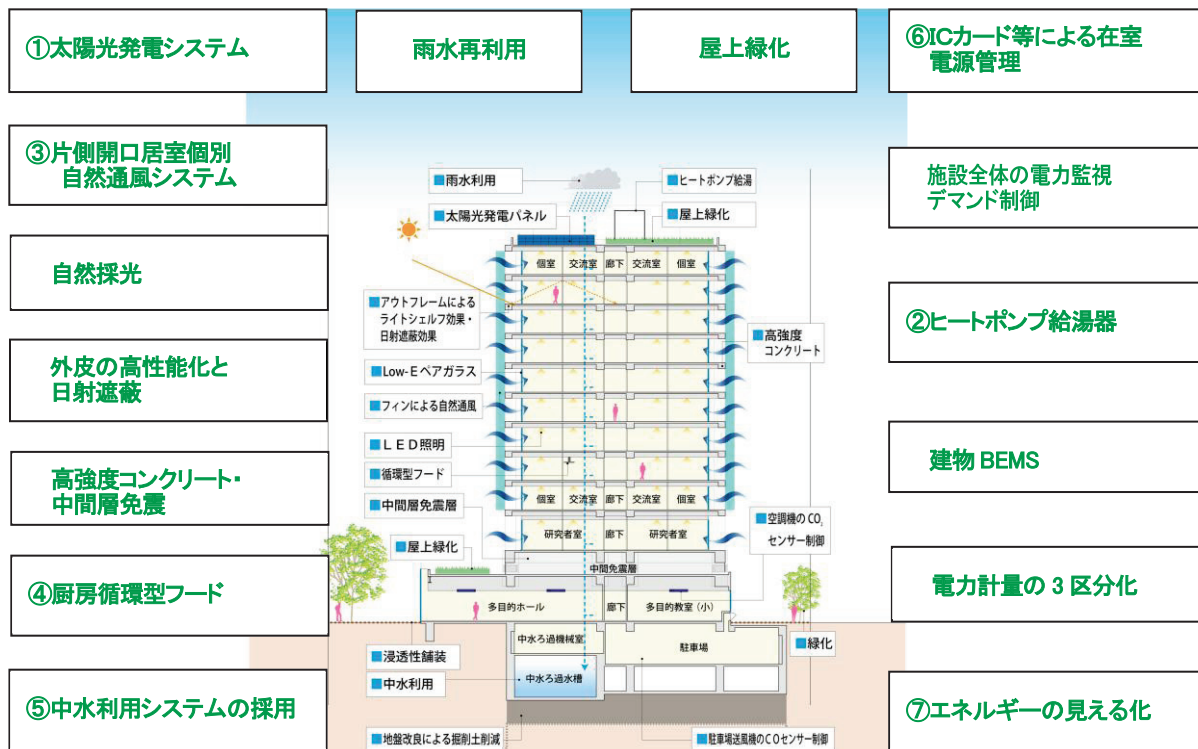 ①太陽光発電システム
雨水再利用
屋上緑化
⑥ICカード等による在室
電源管理
③片側開口居室個別
自然通風システム
施設全体の電力監視
デマンド制御
自然採光
②ヒートポンプ給湯器
外皮の高性能化と
日射遮蔽
建物 BEMS
高強度コンクリート・
中間層免震
④厨房循環型フード
電力計量の 3 区分化
⑤中水利用システムの採用
⑦エネルギーの見える化
■雨水利用
■ヒートポンプ給湯
■太陽光発電パネル
■屋上緑化
個室 交流室 廊下 交流室 個室
■アウトフレームによる
ライトシェルフ効果・
日射遮蔽効果
■高強度
コンクリート
■Low-Eペアガラス
■フィンによる自然通風
■LED照明
■循環型フード
■中間層免震層
個室 交流室 廊下 交流室 個室
■空調機のCO₂
センサー制御
研究者室 廊下 研究者室
■屋上緑化
中間免震層
多目的ホール 廊下 多目的教室（小）
■浸透性舗装
中水ろ過機械室
駐車場
■緑化
■中水利用
中水ろ過水槽
■地盤改良による掘削土削減
■駐車場送風機のCOセンサー制御